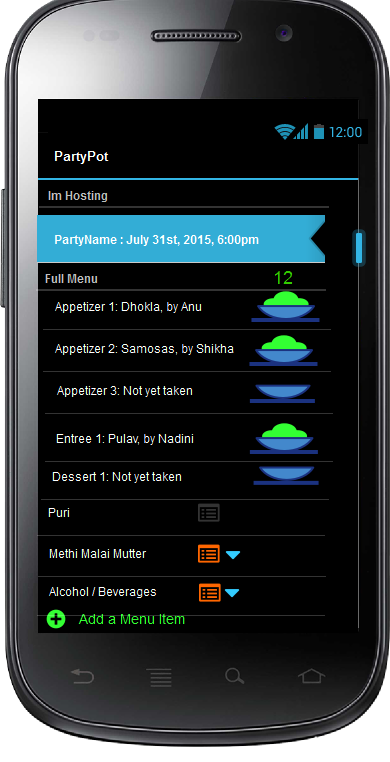 12:00
PartyPot
Im Hosting
PartyName : July 31st, 2015, 6:00pm
Full Menu 12
Appetizer 1: Dhokla, by Anu
Appetizer 2: Samosas, by Shikha
Appetizer 3: Not yet taken
Entree 1: Pulav, by Nadini
Dessert 1: Not yet taken
Puri
Methi Malai Mutter
Alcohol / Beverages
Add a Menu Item